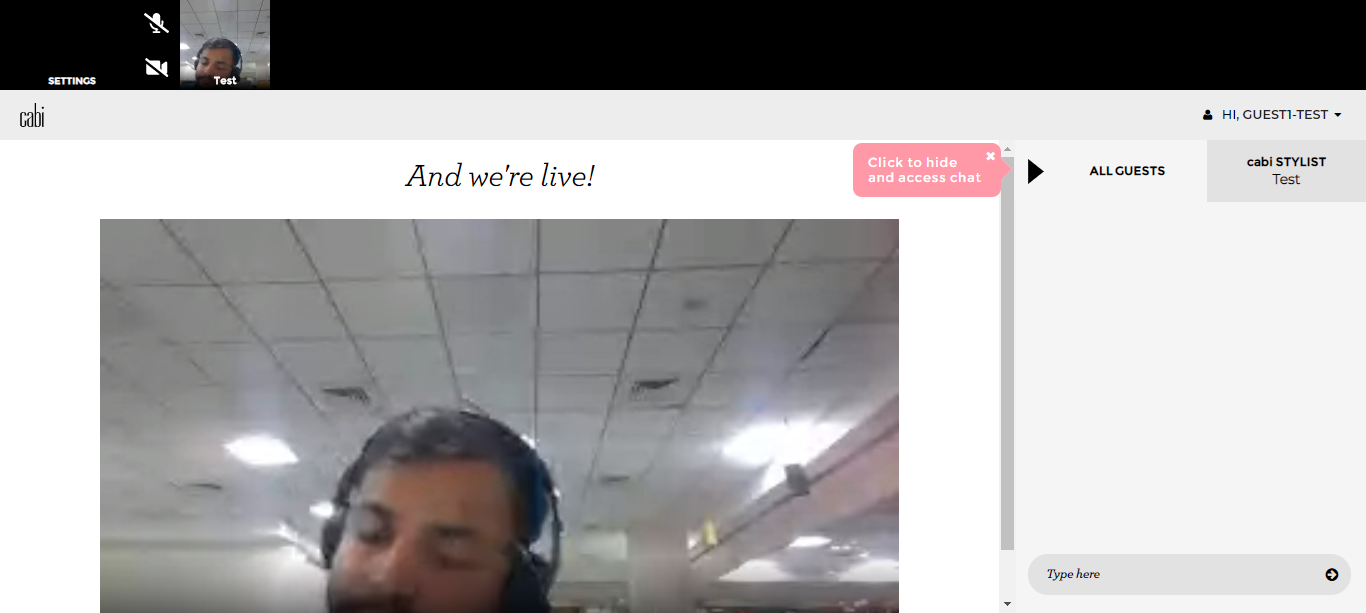 SETTINGS
Test
cabi
HI, GUEST1-TEST
And we're live!
Click to hide
and access chat
ALL GUESTS
cabi STYLIST
Test
Type here